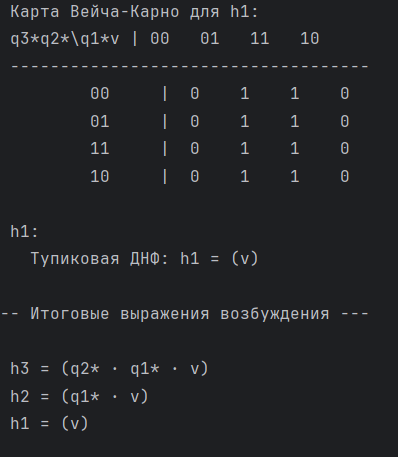 Карта Вейча-Карно для h1:
q3*q2*\q1*v | 00 01 11 10
------------------------------------
00 | 0 1 1 0
01 | 0 1 1 0
11 | 0 1 1 0
10 | 0 1 1 0
h1:
Тупиковая ДНФ: h1 = (v)
-- Итоговые выражения возбуждения ---
h3 = (q2* · q1* · v)
h2 = (q1* · v)
h1 = (v)